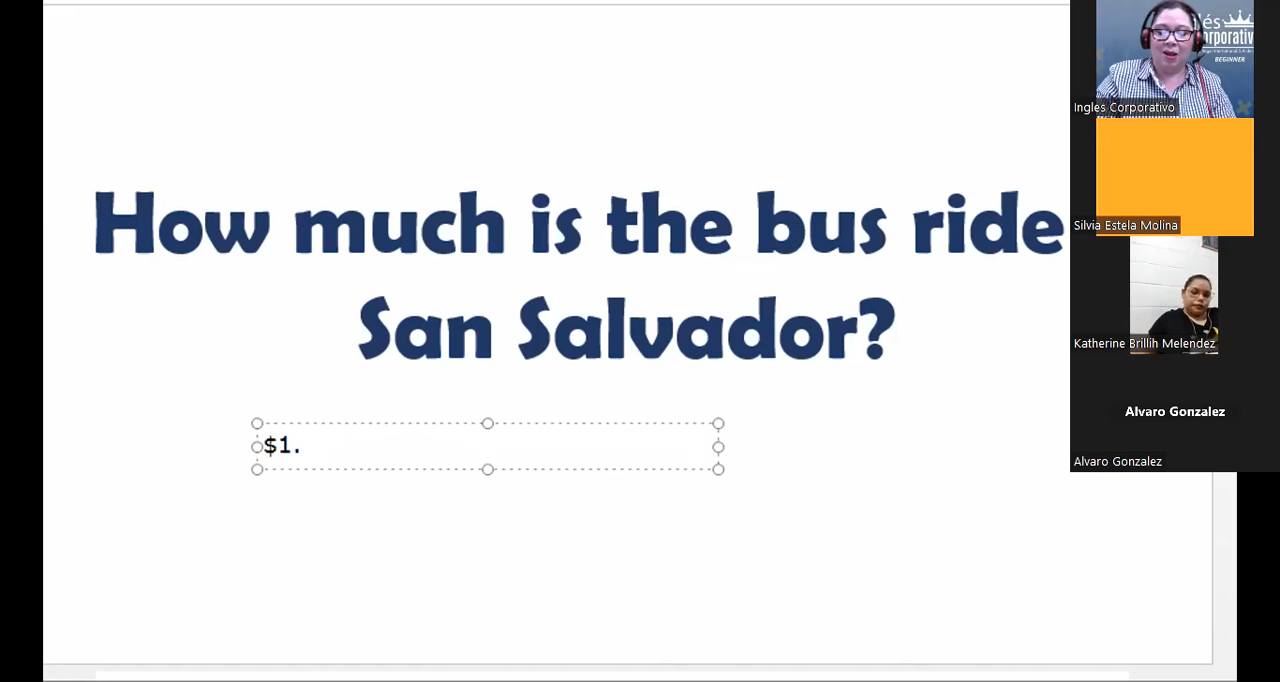 How much is the bus ride
San Salvador?
$1.
BEGINNER
Ingles Corporativo
Silvia Estela Molina
Katherine Brillih Melendez
Alvaro Gonzalez
Alvaro Gonzalez